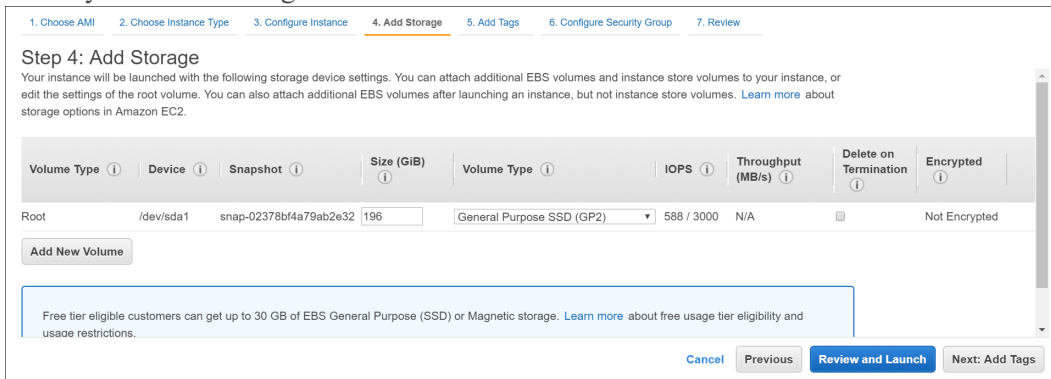 1. Choose AMI 2. Choose Instance Type 3. Configure Instance 4. Add Storage 5. Add Tags 6. Configure Security Group 7. Review
Step 4: Add Storage
Your instance will be launched with the following storage device settings. You can attach additional EBS volumes and instance store volumes to your instance, or
edit the settings of the root volume. You can also attach additional EBS volumes after launching an instance, but not instance store volumes. Learn more about
storage options in Amazon EC2.
Volume Type Device Snapshot Size (GiB) Volume Type IOPS Throughput (MB/s) Delete on Termination Encrypted
Root /dev/sda1 snap-02378bf4a79ab2e32 196 General Purpose SSD (GP2) 588 / 3000 N/A Not Encrypted
Add New Volume
Free tier eligible customers can get up to 30 GB of EBS General Purpose (SSD) or Magnetic storage. Learn more about free usage tier eligibility and
usage restrictions.
Cancel Previous Review and Launch Next: Add Tags